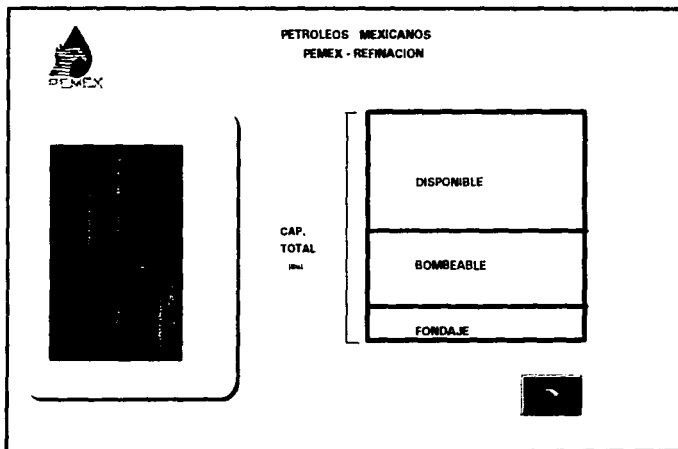 PETROLEOS MEXICANOS
PEMEX - REFINACION
PEMEX
DISPONIBLE
CAP.
TOTAL
BOMBEABLE
FONDAJE